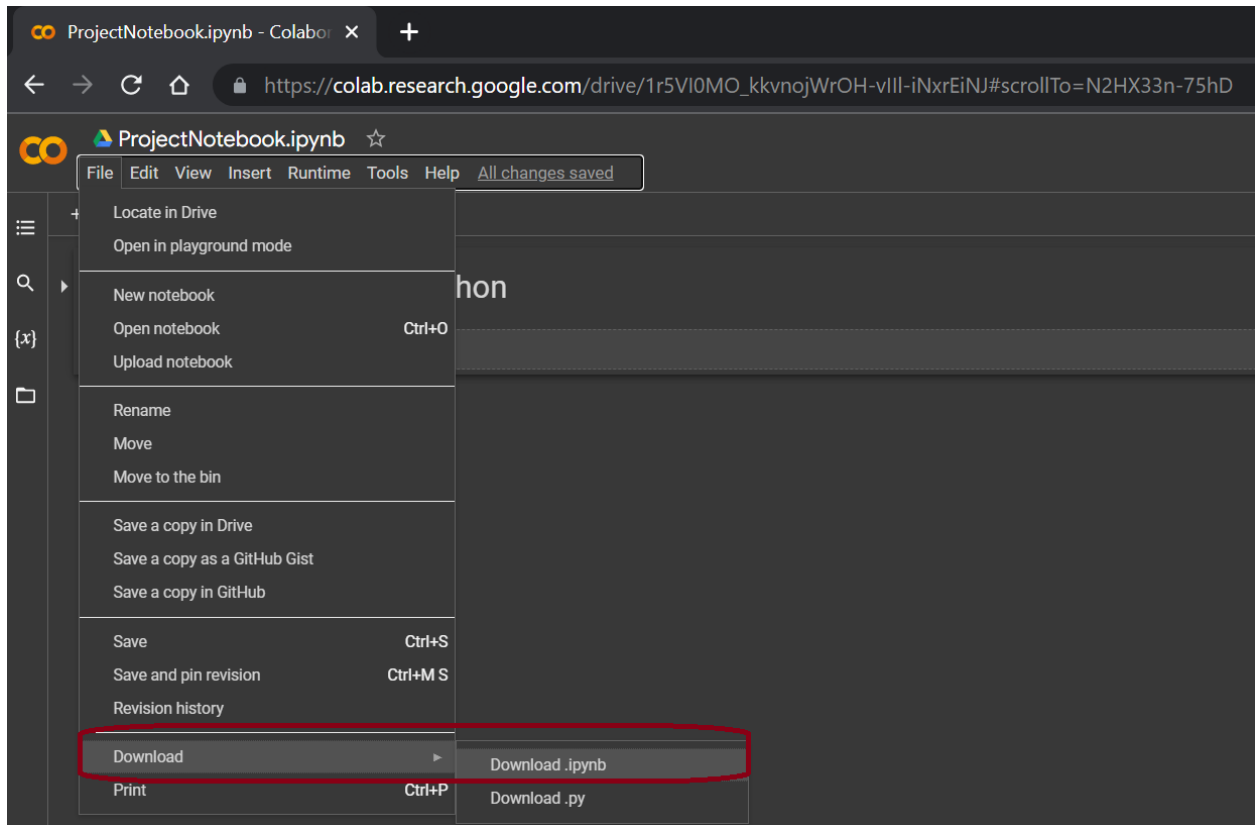 ProjectNotebook.ipynb - Colabor
https://colab.research.google.com/drive/1r5VI0MO_kkvnojWrOH-vIll-iNxrEiNJ#scrollTo=N2HX33n-75hD
ProjectNotebook.ipynb
File Edit View Insert Runtime Tools Help All changes saved
Locate in Drive
Open in playground mode
hon
New notebook
Open notebook Ctrl+O
{x}
Upload notebook
Rename
Move
Move to the bin
Save a copy in Drive
Save a copy as a GitHub Gist
Save a copy in GitHub
Save Ctrl+S
Save and pin revision Ctrl+M S
Revision history
Download
Download .ipynb
Print Ctrl+P
Download .py